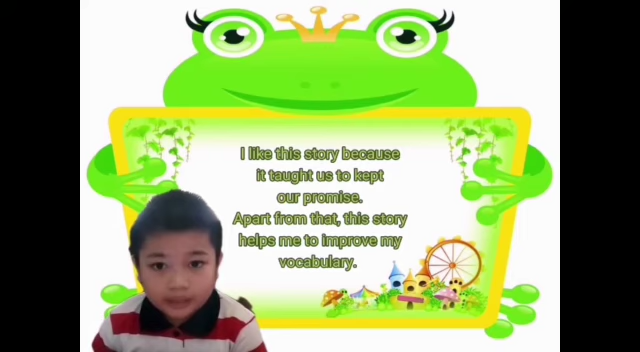 I like this story because
it taught us to kept
our promise.
Apart from that, this story
helps me to improve my
vocabulary.